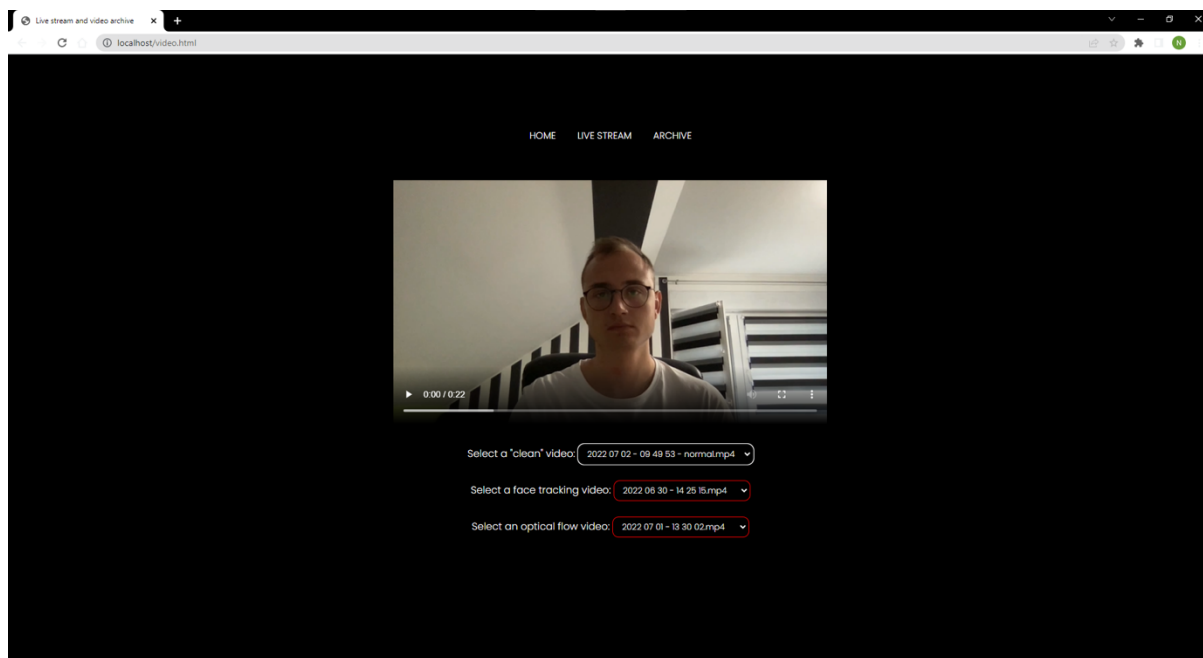 Live stream and video archive
localhost/video.html
N
HOME LIVE STREAM ARCHIVE
0:00 / 0:22
Select a "clean" video: 2022 07 02 - 09 49 53 - normal.mp4
Select a face tracking video: 2022 06 30 - 14 25 15.mp4
Select an optical flow video: 2022 07 01 - 13 30 02.mp4